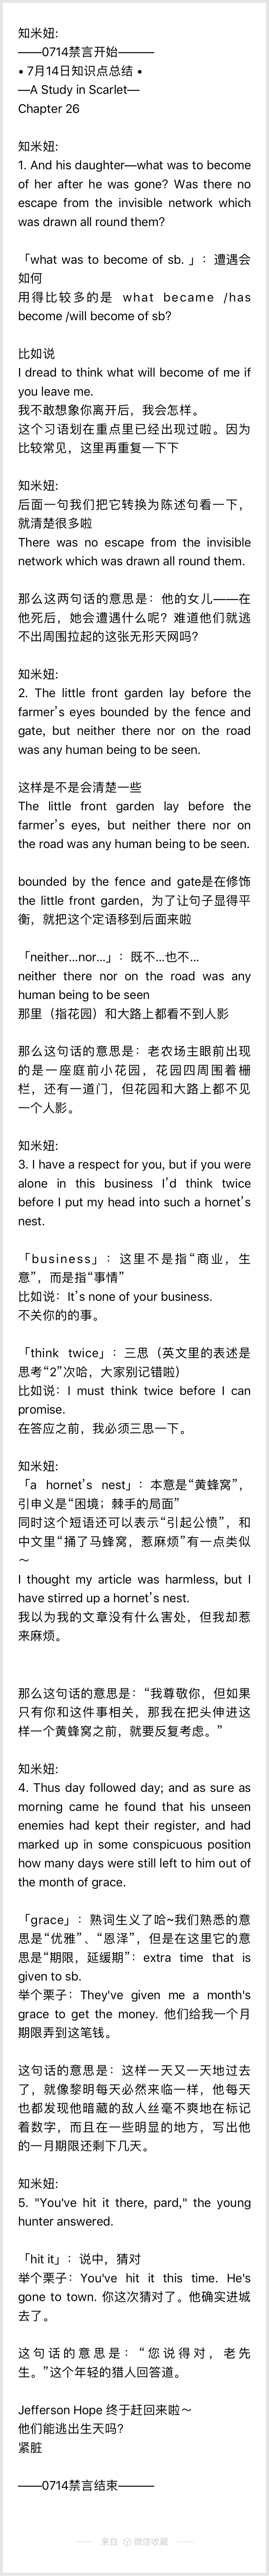 知米妞:
——0714禁言开始———
• 7月14日知识点总结 •
—A Study in Scarlet—
Chapter 26
知米妞:
1. And his daughter—what was to become
of her after he was gone? Was there no
escape from the invisible network which
was drawn all round them?
「what was to become of sb. 」：遭遇会
如何
用得比较多的是 what became /has
become /will become of sb?
比如说
I dread to think what will become of me if
you leave me.
我不敢想象你离开后，我会怎样。
这个习语划在重点里已经出现过啦。因为
比较常见，这里再重复一下下
知米妞:
后面一句我们把它转换为陈述句看一下，
就清楚很多啦
There was no escape from the invisible
network which was drawn all round them.
那么这两句话的意思是：他的女儿——在
他死后，她会遭遇什么呢？难道他们就逃
不出周围拉起的这张无形天网吗?
知米妞:
2. The little front garden lay before the
farmer’s eyes bounded by the fence and
gate, but neither there nor on the road
was any human being to be seen.
这样是不是会清楚一些
The little front garden lay before the
farmer’s eyes, but neither there nor on
the road was any human being to be seen.
bounded by the fence and gate是在修饰
the little front garden，为了让句子显得平
衡，就把这个定语移到后面来啦
「neither...nor...」：既不...也不...
neither there nor on the road was any
human being to be seen
那里（指花园）和大路上都看不到人影
那么这句话的意思是：老农场主眼前出现
的是一座庭前小花园，花园四周围着栅
栏，还有一道门，但花园和大路上都不见
一个人影。
知米妞:
3. I have a respect for you, but if you were
alone in this business I’d think twice
before I put my head into such a hornet’s
nest.
「business」：这里不是指“商业，生
意”，而是指“事情”
比如说：It’s none of your business.
不关你的的事。
「think twice」：三思（英文里的表述是
思考“2”次哈，大家别记错啦）
比如说：I must think twice before I can
promise.
在答应之前，我必须三思一下。
知米妞:
「a hornet’s nest」：本意是“黄蜂窝”，
引申义是“困境；棘手的局面”
同时这个短语还可以表示“引起公愤”，和
中文里“捅了马蜂窝，惹麻烦”有一点类似
～
I thought my article was harmless, but I
have stirred up a hornet’s nest.
我以为我的文章没有什么害处，但我却惹
来麻烦。
那么这句话的意思是：“我尊敬你，但如果
只有你和这件事相关，那我在把头伸进这
样一个黄蜂窝之前，就要反复考虑。”
知米妞:
4. Thus day followed day; and as sure as
morning came he found that his unseen
enemies had kept their register, and had
marked up in some conspicuous position
how many days were still left to him out of
the month of grace.
「grace」：熟词生义了哈~我们熟悉的意
思是“优雅”、“恩泽”，但是在这里它的意
思是“期限，延缓期”：extra time that is
given to sb.
举个栗子：They've given me a month's
grace to get the money. 他们给我一个月
期限弄到这笔钱。
这句话的意思是：这样一天又一天地过去
了，就像黎明每天必然来临一样，他每天
也都发现他暗藏的敌人丝毫不爽地在标记
着数字，而且在一些明显的地方，写出他
的一月期限还剩下几天。
知米妞:
5. "You've hit it there, pard," the young
hunter answered.
「hit it」：说中，猜对
举个栗子：You've hit it this time. He's
gone to town. 你这次猜对了。他确实进城
去了。
这句话的意思是：“您说得对，老先
生。”这个年轻的猎人回答道。
Jefferson Hope 终于赶回来啦～
他们能逃出生天吗?
紧脏
——0714禁言结束———
来自 微信收藏